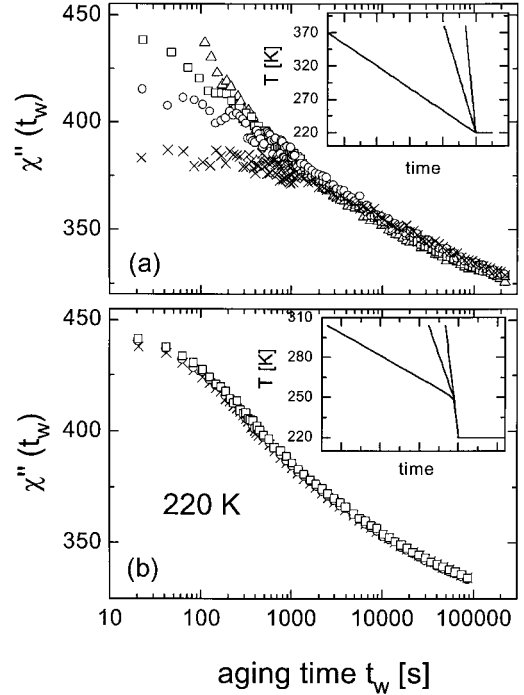 450
400
350
χ" (t_w)
(a)
370
320
270
220
T [K]
time
450
400
350
χ" (t_w)
(b)
220 K
310
280
250
220
T [K]
time
10 100 1000 10000 100000
aging time t_w [s]